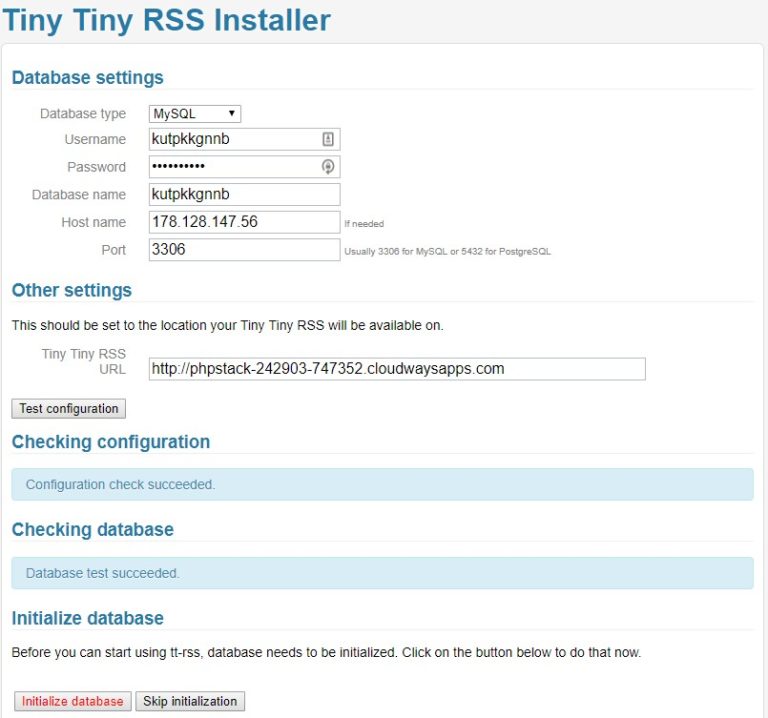 Tiny Tiny RSS Installer
Database settings
Database type MySQL
Username kutpkkgnnb
Password ••••••••••
Database name kutpkkgnnb
Host name 178.128.147.56 If needed
Port 3306 Usually 3306 for MySQL or 5432 for PostgreSQL
Other settings
This should be set to the location your Tiny Tiny RSS will be available on.
Tiny Tiny RSS
URL http://phpstack-242903-747352.cloudwaysapps.com
Test configuration
Checking configuration
Configuration check succeeded.
Checking database
Database test succeeded.
Initialize database
Before you can start using tt-rss, database needs to be initialized. Click on the button below to do that now.
Initialize database Skip initialization